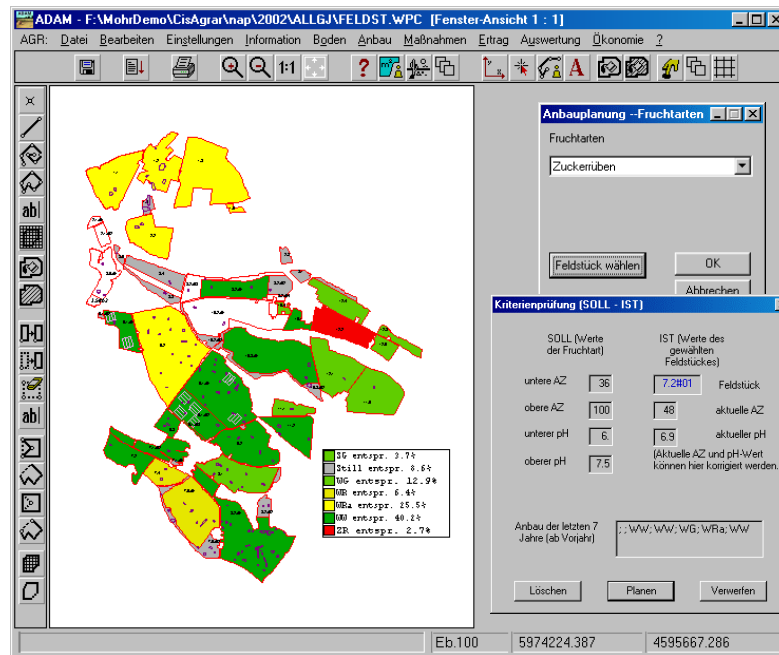 ADAM - F:\MohrDemo\CisAgrar\nap\2002\ALLGJ\FELDST.WPC [Fenster-Ansicht 1 : 1]
AGR: Datei Bearbeiten Einstellungen Information Boden Anbau Maßnahmen Ertrag Auswertung Ökonomie ?
1:1 ? A
ab|
ab|
Anbauplanung --Fruchtarten
Fruchtarten
Zuckerrüben
Feldstück wählen OK
Abbrechen
Kriterienprüfung (SOLL - IST)
SOLL (Werte der Fruchtart) IST (Werte des gewählten Feldstückes)
untere AZ 36 7.2#01 Feldstück
obere AZ 100 48 aktuelle AZ
unterer pH 6. 6.9 aktueller pH
oberer pH 7.5 (Aktuelle AZ und pH-Wert können hier korrigiert werden.
Anbau der letzten 7 Jahre (ab Vorjahr) ; ; WW; WW; WG; WRa; WW
Löschen Planen Verwerfen
SG entspr. 3.7%
Still entspr. 8.6%
WG entspr. 12.9%
WR entspr. 6.4%
WRa entspr. 25.5%
WW entspr. 40.2%
ZR entspr. 2.7%
Eb.100 5974224.387 4595667.286